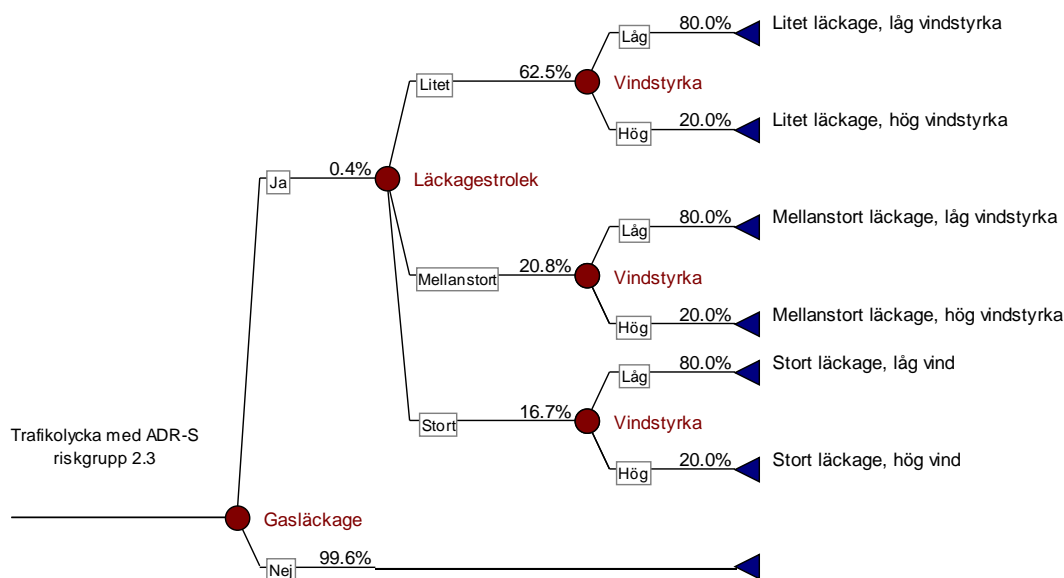 Låg
80.0%
Litet läckage, låg vindstyrka
62.5%
Litet
Vindstyrka
Hög
20.0%
Litet läckage, hög vindstyrka
Ja
0.4%
Läckagestrolek
Låg
80.0%
Mellanstort läckage, låg vindstyrka
Mellanstort
20.8%
Vindstyrka
Hög
20.0%
Mellanstort läckage, hög vindstyrka
Låg
80.0%
Stort läckage, låg vind
Stort
16.7%
Vindstyrka
Hög
20.0%
Stort läckage, hög vind
Trafikolycka med ADR-S
riskgrupp 2.3
Gasläckage
Nej
99.6%